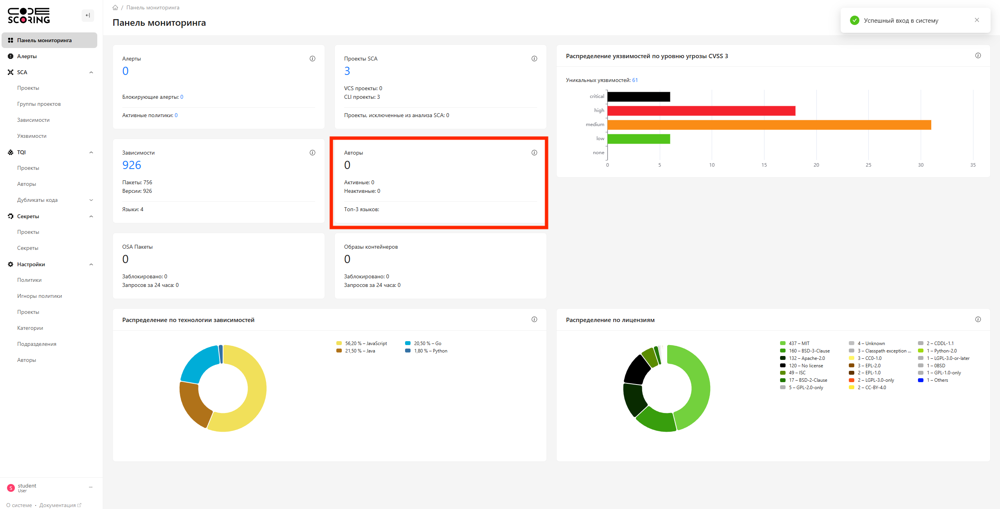 CODE
SCORING
Панель мониторинга
Алерты
SCA
Проекты
Группы проектов
Зависимости
Уязвимости
TQI
Проекты
Авторы
Дубликаты кода
Секреты
Проекты
Секреты
Настройки
Политики
Игноры политики
Проекты
Категории
Подразделения
Авторы
S
student
User
...
О системе · Документация
/ Панель мониторинга
Панель мониторинга
Успешный вход в систему
Алерты
0
Блокирующие алерты: 0
Активные политики: 0
Проекты SCA
3
VCS проекты: 0
CLI проекты: 3
Проекты, исключенные из анализа SCA: 0
Распределение уязвимостей по уровню угрозы CVSS 3
Уникальных уязвимостей: 61
critical
high
medium
low
none
0 5 10 15 20 25 30 35
Зависимости
926
Пакеты: 756
Версии: 926
Языки: 4
Авторы
0
Активные: 0
Неактивные: 0
Топ-3 языков:
OSA Пакеты
0
Заблокировано: 0
Запросов за 24 часа: 0
Образы контейнеров
0
Заблокировано: 0
Запросов за 24 часа: 0
Распределение по технологии зависимостей
56,20 % – JavaScript
21,50 % – Java
20,50 % – Go
1,80 % – Python
Распределение по лицензиям
437 – MIT
160 – BSD-3-Clause
132 – Apache-2.0
120 – No license
49 – ISC
17 – BSD-2-Clause
5 – GPL-2.0-only
4 – Unknown
3 – Classpath exception ...
3 – CC0-1.0
3 – EPL-2.0
2 – EPL-1.0
2 – LGPL-3.0-only
2 – CC-BY-4.0
2 – CDDL-1.1
1 – Python-2.0
1 – LGPL-3.0-or-later
1 – 0BSD
1 – GPL-1.0-only
1 – Others